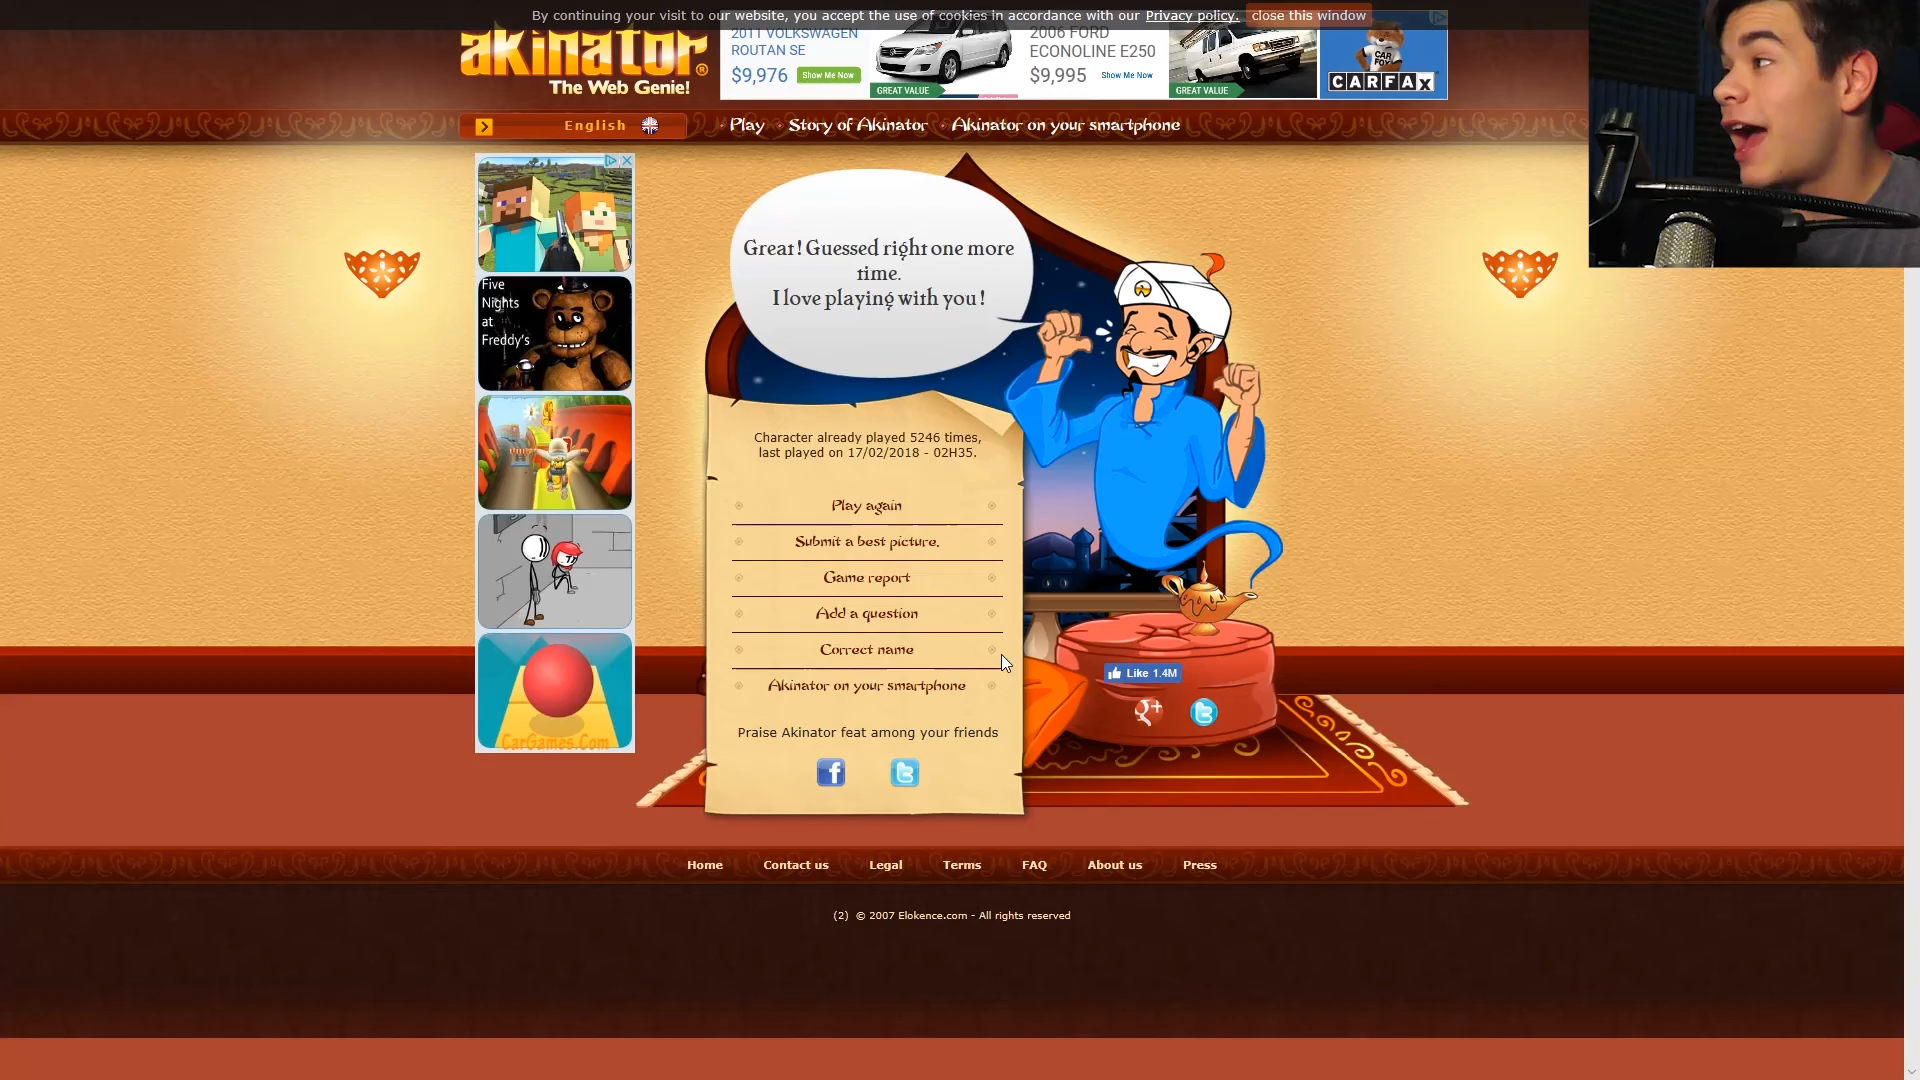 By continuing your visit to our website, you accept the use of cookies in accordance with our Privacy policy. close this window
akinator®
The Web Genie!
2011 VOLKSWAGEN
ROUTAN SE
$9,976 Show Me Now
GREAT VALUE
2006 FORD
ECONOLINE E250
$9,995 Show Me Now
GREAT VALUE
CAR
FOX
CARFAX
English
Play
Story of Akinator
Akinator on your smartphone
Five
Nights
at
Freddy's
CarGames.Com
Great! Guessed right one more
time.
I love playing with you!
Character already played 5246 times,
last played on 17/02/2018 - 02H35.
Play again
Submit a best picture.
Game report
Add a question
Correct name
Akinator on your smartphone
Praise Akinator feat among your friends
Like 1.4M
Home Contact us Legal Terms FAQ About us Press
(2) © 2007 Elokence.com - All rights reserved